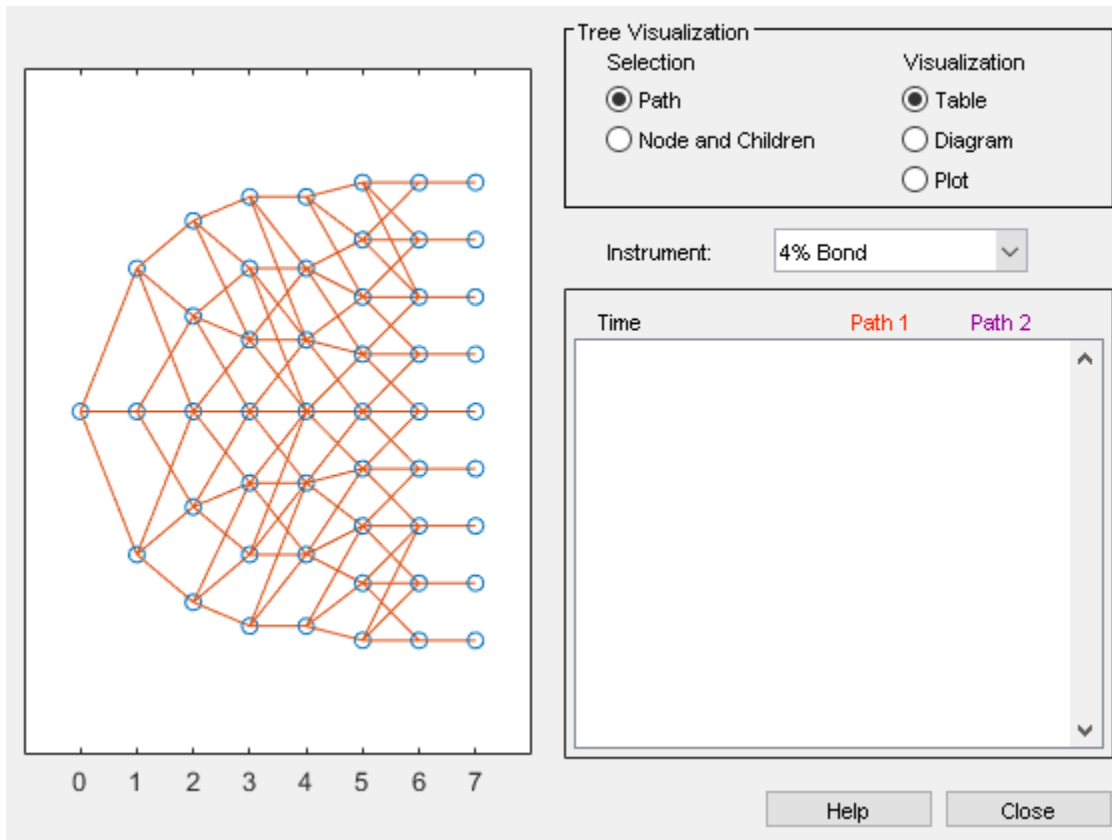 Tree Visualization
Selection Visualization
Path Table
Node and Children Diagram
Plot
Instrument: 4% Bond
Time Path 1 Path 2
0 1 2 3 4 5 6 7
Help Close